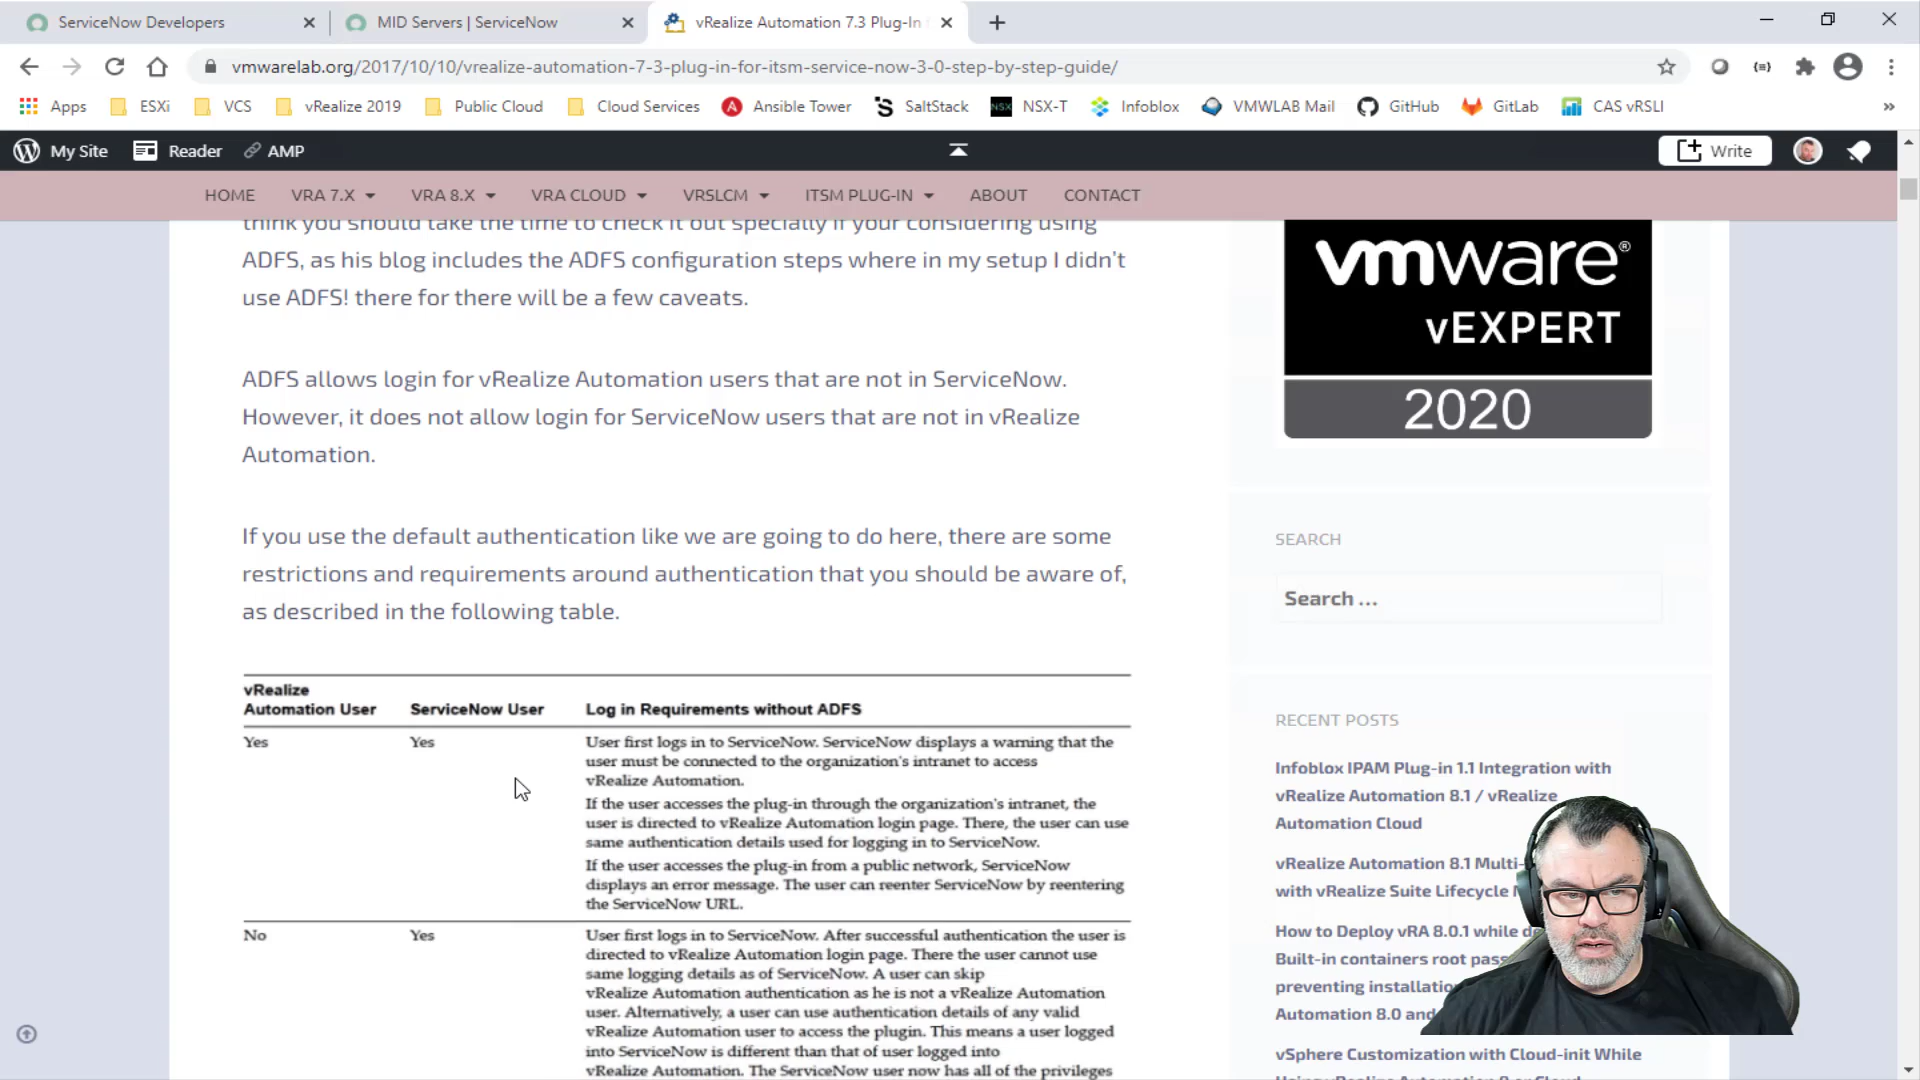 ServiceNow Developers
MID Servers | ServiceNow
vRealize Automation 7.3 Plug-In
vmwarelab.org/2017/10/10/vrealize-automation-7-3-plug-in-for-itsm-service-now-3-0-step-by-step-guide/
Apps ESXi VCS vRealize 2019 Public Cloud Cloud Services Ansible Tower SaltStack NSX-T Infoblox VMWLAB Mail GitHub GitLab CAS vRSLI »
My Site Reader AMP Write
HOME VRA 7.X VRA 8.X VRA CLOUD VRSLCM ITSM PLUG-IN ABOUT CONTACT
think you should take the time to check it out specially if your considering using
ADFS, as his blog includes the ADFS configuration steps where in my setup I didn't
use ADFS! there for there will be a few caveats.
ADFS allows login for vRealize Automation users that are not in ServiceNow.
However, it does not allow login for ServiceNow users that are not in vRealize
Automation.
If you use the default authentication like we are going to do here, there are some
restrictions and requirements around authentication that you should be aware of,
as described in the following table.
vRealize
Automation User ServiceNow User Log in Requirements without ADFS
Yes Yes User first logs in to ServiceNow. ServiceNow displays a warning that the
user must be connected to the organization's intranet to access
vRealize Automation.
If the user accesses the plug-in through the organization's intranet, the
user is directed to vRealize Automation login page. There, the user can use
same authentication details used for logging in to ServiceNow.
If the user accesses the plug-in from a public network, ServiceNow
displays an error message. The user can reenter ServiceNow by reentering
the ServiceNow URL.
No Yes User first logs in to ServiceNow. After successful authentication the user is
directed to vRealize Automation login page. There the user cannot use
same logging details as of ServiceNow. A user can skip
vRealize Automation authentication as he is not a vRealize Automation
user. Alternatively, a user can use authentication details of any valid
vRealize Automation user to access the plugin. This means a user logged
into ServiceNow is different than that of user logged into
vRealize Automation. The ServiceNow user now has all of the privileges
vmware®
vEXPERT
2020
SEARCH
Search …
RECENT POSTS
Infoblox IPAM Plug-in 1.1 Integration with
vRealize Automation 8.1 / vRealize
Automation Cloud
vRealize Automation 8.1 Multi-
with vRealize Suite Lifecycle
How to Deploy vRA 8.0.1 while
Built-in containers root
preventing
Automation 8.0 and
vSphere Customization with Cloud-init While
Using vRealize Automation 8 or Cloud